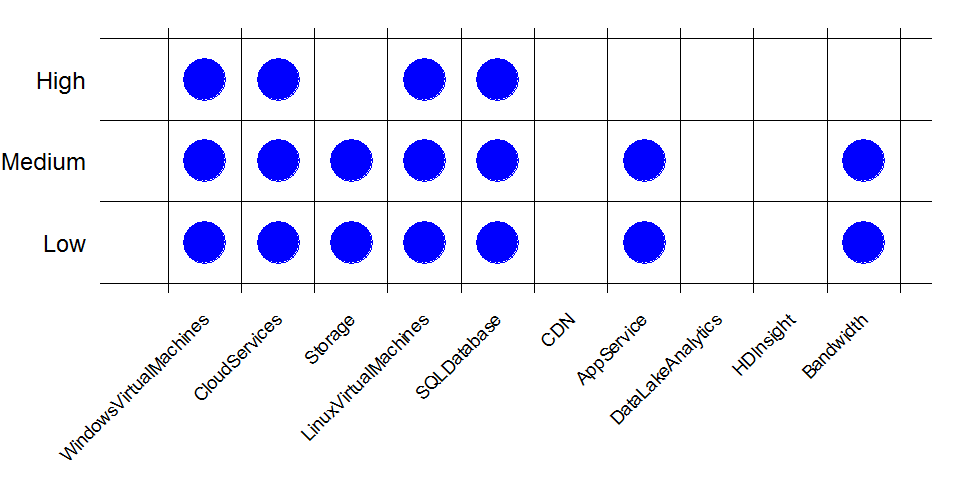 High
Medium
Low
WindowsVirtualMachines
CloudServices
Storage
LinuxVirtualMachines
SQLDatabase
CDN
AppService
DataLakeAnalytics
HDInsight
Bandwidth